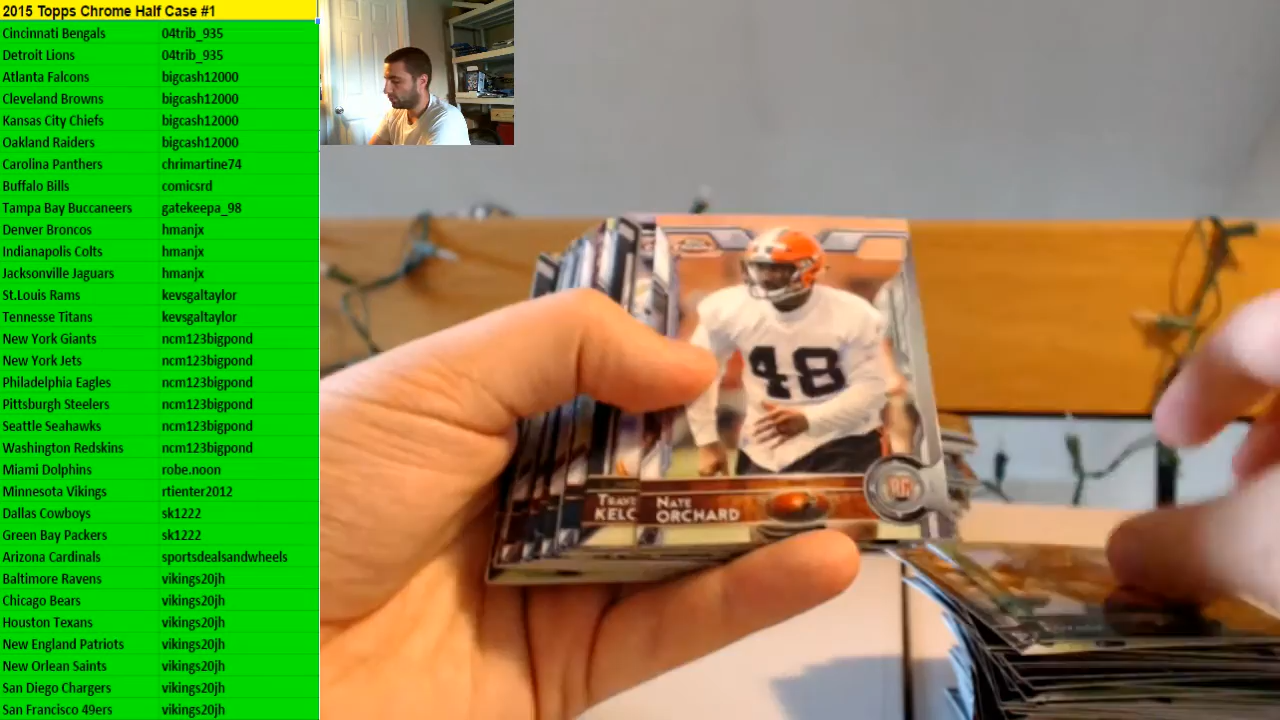 2015 Topps Chrome Half Case #1
Cincinnati Bengals 04trib_935
Detroit Lions 04trib_935
Atlanta Falcons bigcash12000
Cleveland Browns bigcash12000
Kansas City Chiefs bigcash12000
Oakland Raiders bigcash12000
Carolina Panthers chrimartine74
Buffalo Bills comicsrd
Tampa Bay Buccaneers gatekeepa_98
Denver Broncos hmanjx
Indianapolis Colts hmanjx
Jacksonville Jaguars hmanjx
St.Louis Rams kevsgaltaylor
Tennesse Titans kevsgaltaylor
New York Giants ncm123bigpond
New York Jets ncm123bigpond
Philadelphia Eagles ncm123bigpond
Pittsburgh Steelers ncm123bigpond
Seattle Seahawks ncm123bigpond
Washington Redskins ncm123bigpond
Miami Dolphins robe.noon
Minnesota Vikings rtienter2012
Dallas Cowboys sk1222
Green Bay Packers sk1222
Arizona Cardinals sportsdealsandwheels
Baltimore Ravens vikings20jh
Chicago Bears vikings20jh
Houston Texans vikings20jh
New England Patriots vikings20jh
New Orlean Saints vikings20jh
San Diego Chargers vikings20jh
San Francisco 49ers vikings20jh
48
RC
NATE
ORCHARD
KELC